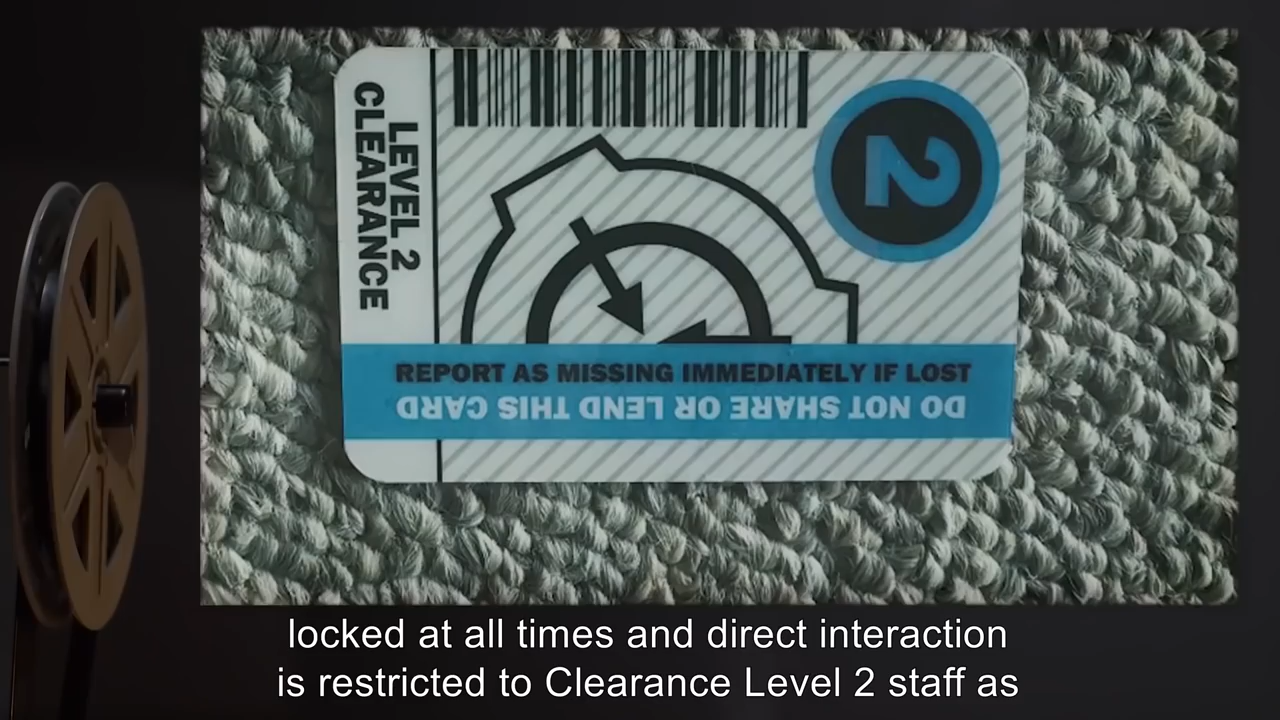 LEVEL 2
CLEARANCE
2
REPORT AS MISSING IMMEDIATELY IF LOST
DO NOT SHARE OR LEND THIS CARD
locked at all times and direct interaction
is restricted to Clearance Level 2 staff as